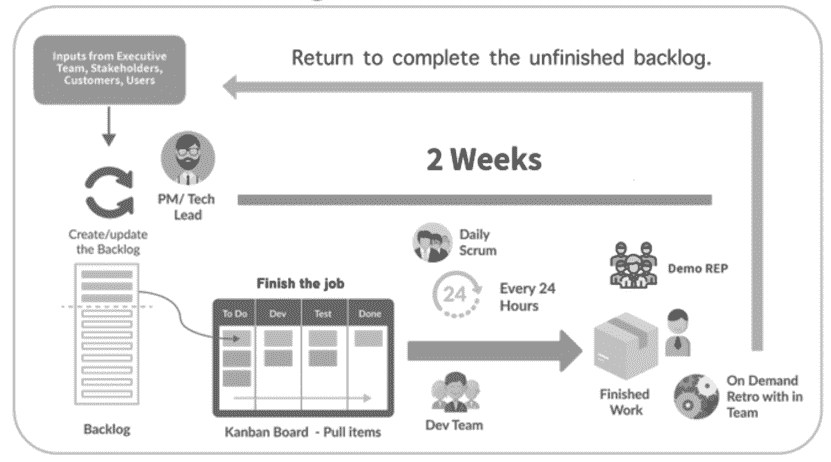 Inputs from Executive
Team, Stakeholders,
Customers, Users
Return to complete the unfinished backlog.
2 Weeks
PM/ Tech
Lead
Create/update
the Backlog
Daily
Scrum
24
Every 24
Hours
Demo REP
Finish the job
To Do
Dev
Test
Done
Finished
Work
On Demand
Retro with in
Team
Dev Team
Backlog
Kanban Board - Pull items